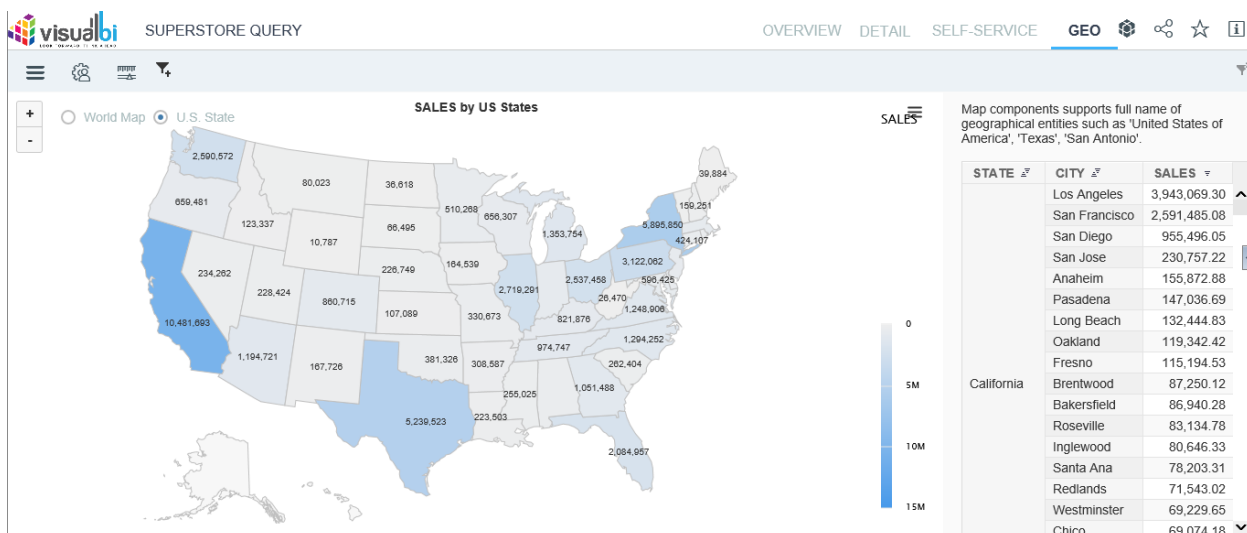 visualbi SUPERSTORE QUERY OVERVIEW DETAIL SELF-SERVICE GEO
+
-
World Map U.S. State
SALES by US States
SALES
2,590,572
659,481
123,337
80,023
36,618
10,787
66,495
234,262
228,424
860,715
226,749
107,089
10,481,693
1,194,721
167,726
381,326
5,239,523
510,268
656,307
164,539
330,673
308,587
223,503
2,719,291
1,353,754
2,537,458
821,876
974,747
255,025
1,051,488
2,084,957
262,404
1,294,252
1,248,906
26,470
596,425
3,122,062
5,895,850
424,107
159,251
39,884
0
5M
10M
15M
Map components supports full name of
geographical entities such as 'United States of
America', 'Texas', 'San Antonio'.
STATE CITY SALES
Los Angeles 3,943,069.30
San Francisco 2,591,485.08
San Diego 955,496.05
San Jose 230,757.22
Anaheim 155,872.88
Pasadena 147,036.69
Long Beach 132,444.83
Oakland 119,342.42
Fresno 115,194.53
California Brentwood 87,250.12
Bakersfield 86,940.28
Roseville 83,134.78
Inglewood 80,646.33
Santa Ana 78,203.31
Redlands 71,543.02
Westminster 69,229.65
Chico 69,074.18